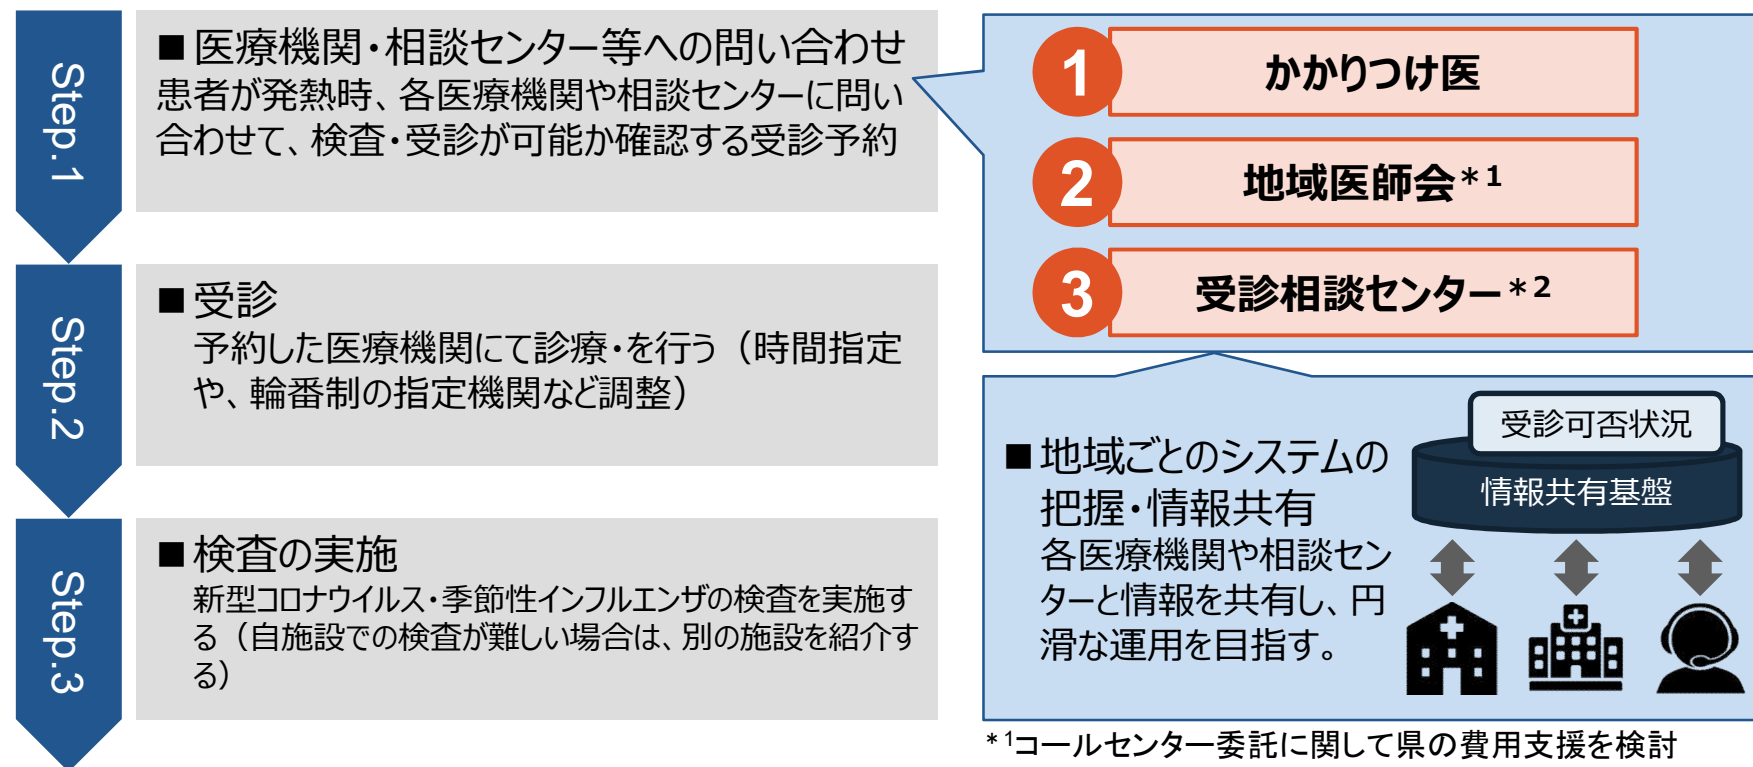 Step.1
■医療機関・相談センター等への問い合わせ
患者が発熱時、各医療機関や相談センターに問い
合わせて、検査・受診が可能か確認する受診予約
Step.2
■受診
予約した医療機関にて診療・を行う（時間指定
や、輪番制の指定機関など調整）
Step.3
■検査の実施
新型コロナウイルス・季節性インフルエンザの検査を実施す
る（自施設での検査が難しい場合は、別の施設を紹介す
る）
1 かかりつけ医
2 地域医師会*1
3 受診相談センター*2
■地域ごとのシステムの
把握・情報共有
各医療機関や相談セン
ターと情報を共有し、円
滑な運用を目指す。
受診可否状況
情報共有基盤
*1コールセンター委託に関して県の費用支援を検討